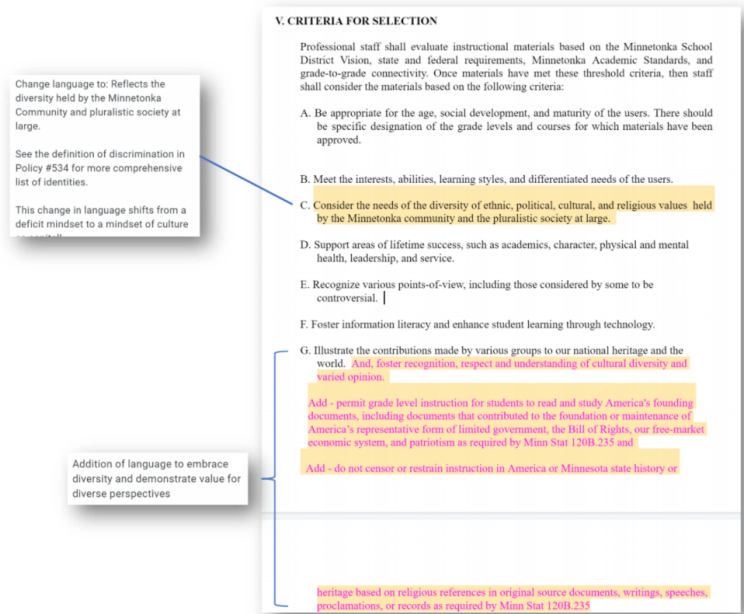 V. CRITERIA FOR SELECTION
Professional staff shall evaluate instructional materials based on the Minnetonka School
District Vision, state and federal requirements, Minnetonka Academic Standards, and
grade-to-grade connectivity. Once materials have met these threshold criteria, then staff
shall consider the materials based on the following criteria:
A. Be appropriate for the age, social development, and maturity of the users. There should
be specific designation of the grade levels and courses for which materials have been
approved.
B. Meet the interests, abilities, learning styles, and differentiated needs of the users.
C. Consider the needs of the diversity of ethnic, political, cultural, and religious values held
by the Minnetonka community and the pluralistic society at large.
D. Support areas of lifetime success, such as academics, character, physical and mental
health, leadership, and service.
E. Recognize various points-of-view, including those considered by some to be
controversial.
F. Foster information literacy and enhance student learning through technology.
G. Illustrate the contributions made by various groups to our national heritage and the
world. And, foster recognition, respect and understanding of cultural diversity and
varied opinion.
Add - permit grade level instruction for students to read and study America's founding
documents, including documents that contributed to the foundation or maintenance of
America's representative form of limited government, the Bill of Rights, our free-market
economic system, and patriotism as required by Minn Stat 120B.235 and
Add - do not censor or restrain instruction in America or Minnesota state history or
heritage based on religious references in original source documents, writings, speeches,
proclamations, or records as required by Minn Stat 120B.235
Change language to: Reflects the
diversity held by the Minnetonka
Community and pluralistic society at
large.
See the definition of discrimination in
Policy #534 for more comprehensive
list of identities.
This change in language shifts from a
deficit mindset to a mindset of culture
Addition of language to embrace
diversity and demonstrate value for
diverse perspectives